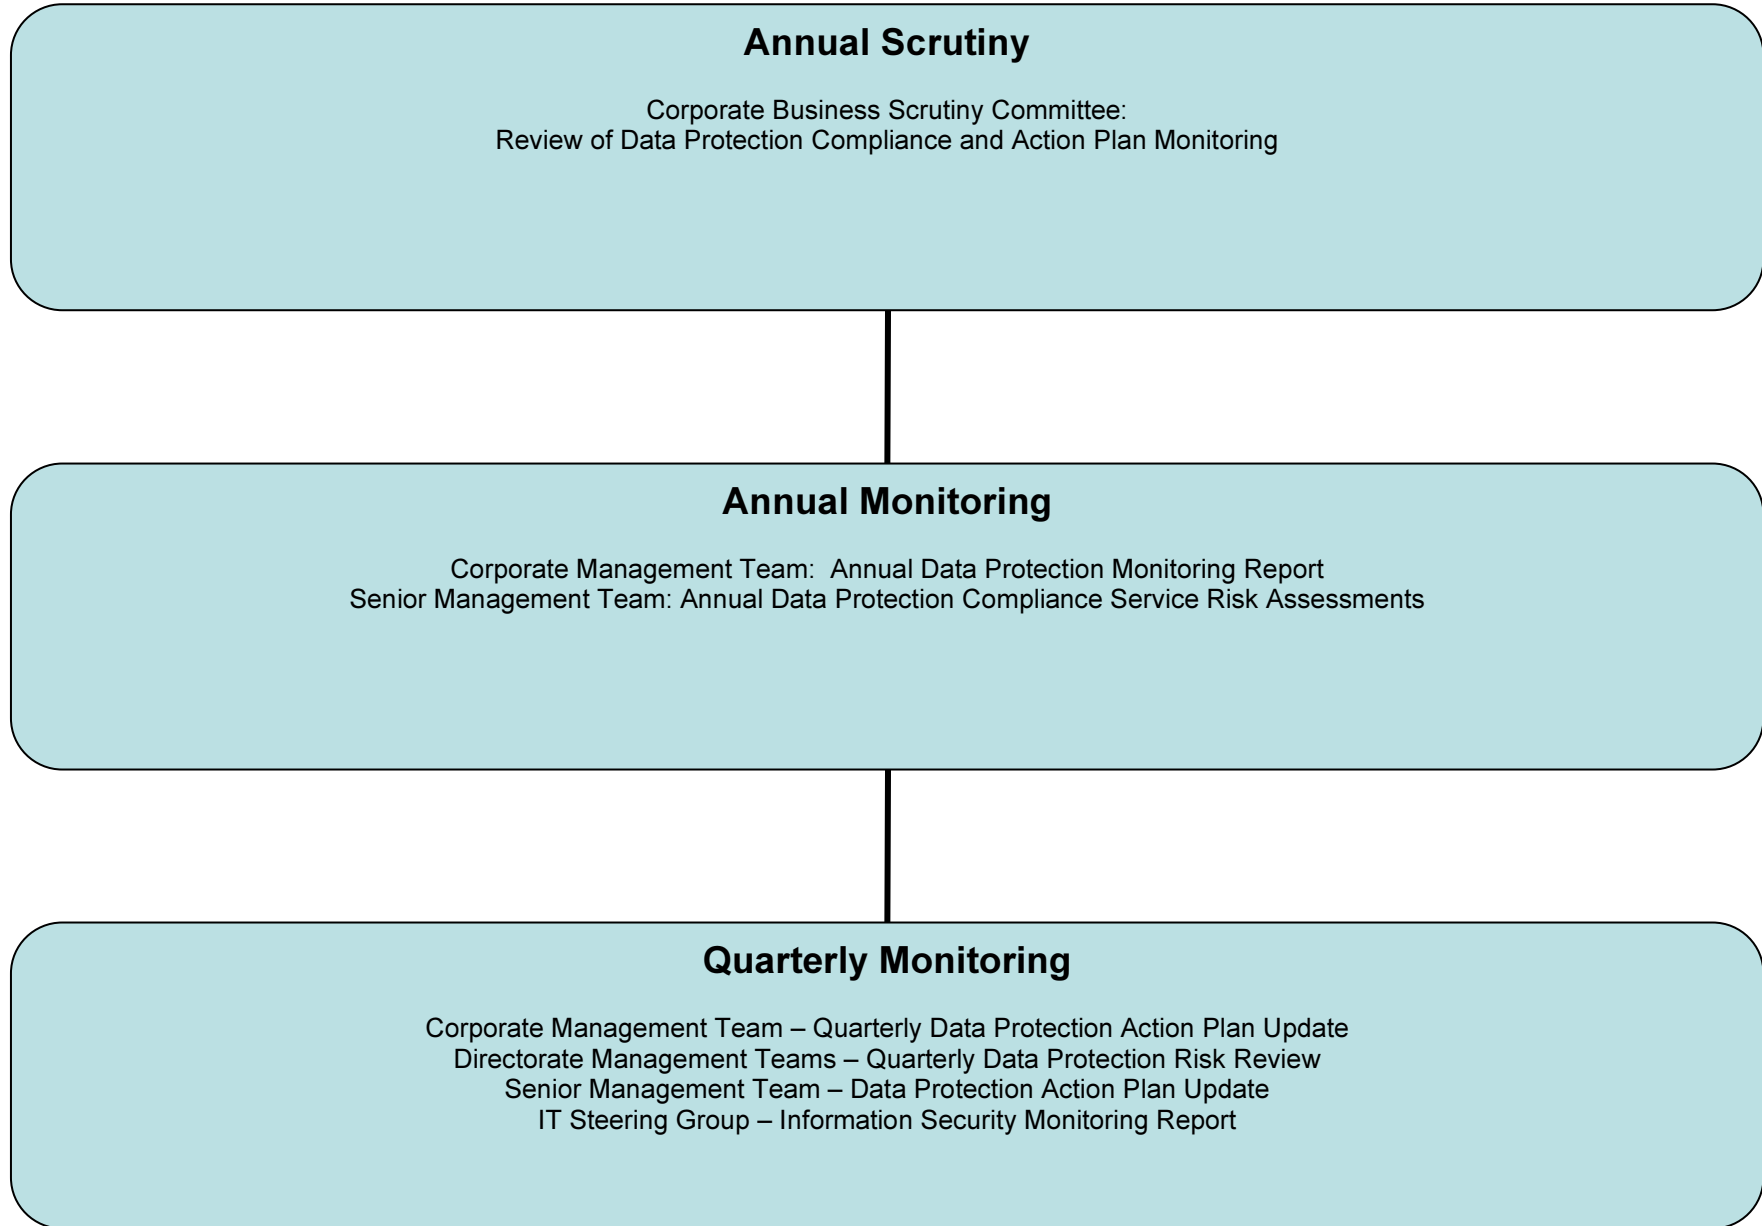 Annual Scrutiny
Corporate Business Scrutiny Committee:
Review of Data Protection Compliance and Action Plan Monitoring
Annual Monitoring
Corporate Management Team:  Annual Data Protection Monitoring Report
Senior Management Team: Annual Data Protection Compliance Service Risk Assessments
Quarterly Monitoring
Corporate Management Team – Quarterly Data Protection Action Plan Update
Directorate Management Teams – Quarterly Data Protection Risk Review
Senior Management Team – Data Protection Action Plan Update
IT Steering Group – Information Security Monitoring Report